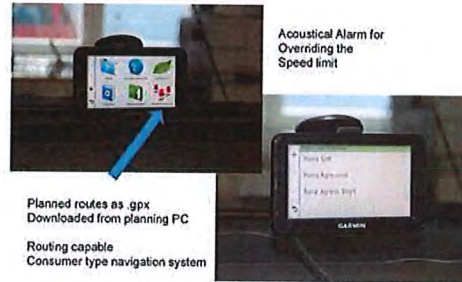 Acoustical Alarm for
Overriding the
Speed limit
Planned routes as .gpx
Downloaded from planning PC
Routing capable
Consumer type navigation system
GARMIN